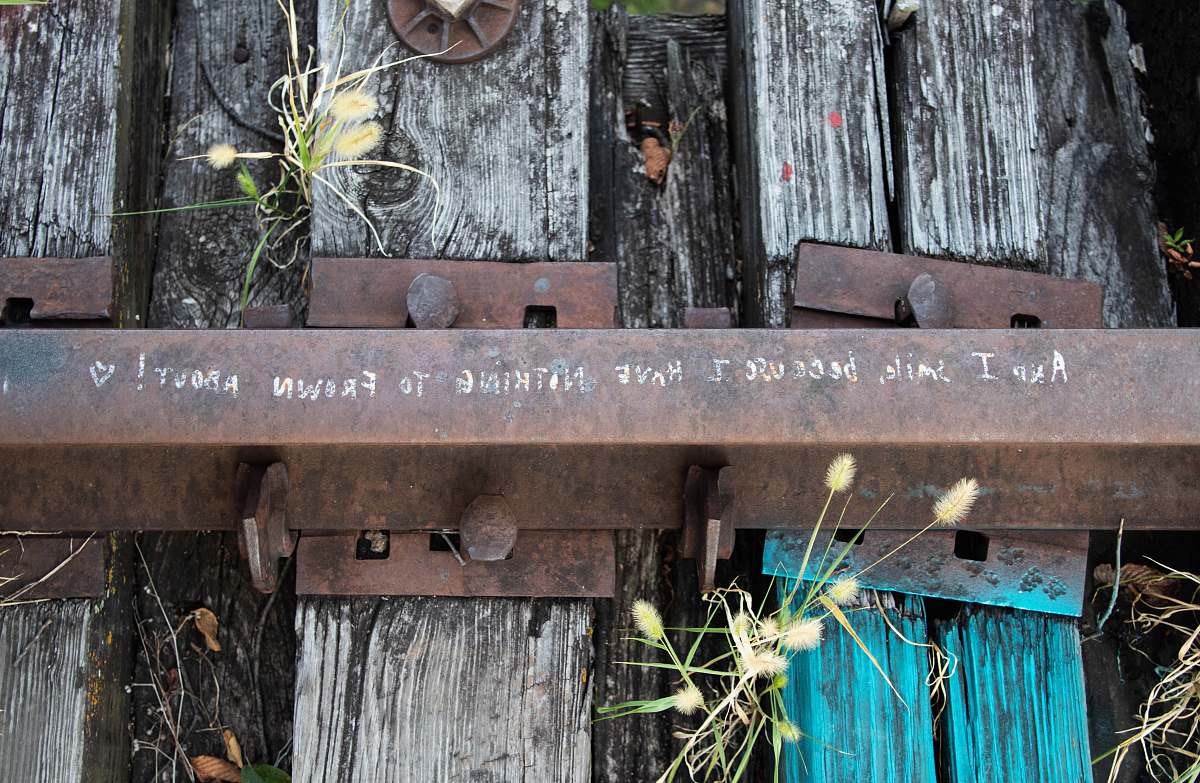 And I smile, because I HAVE NOTHING TO FROWN ABOUT! ♡